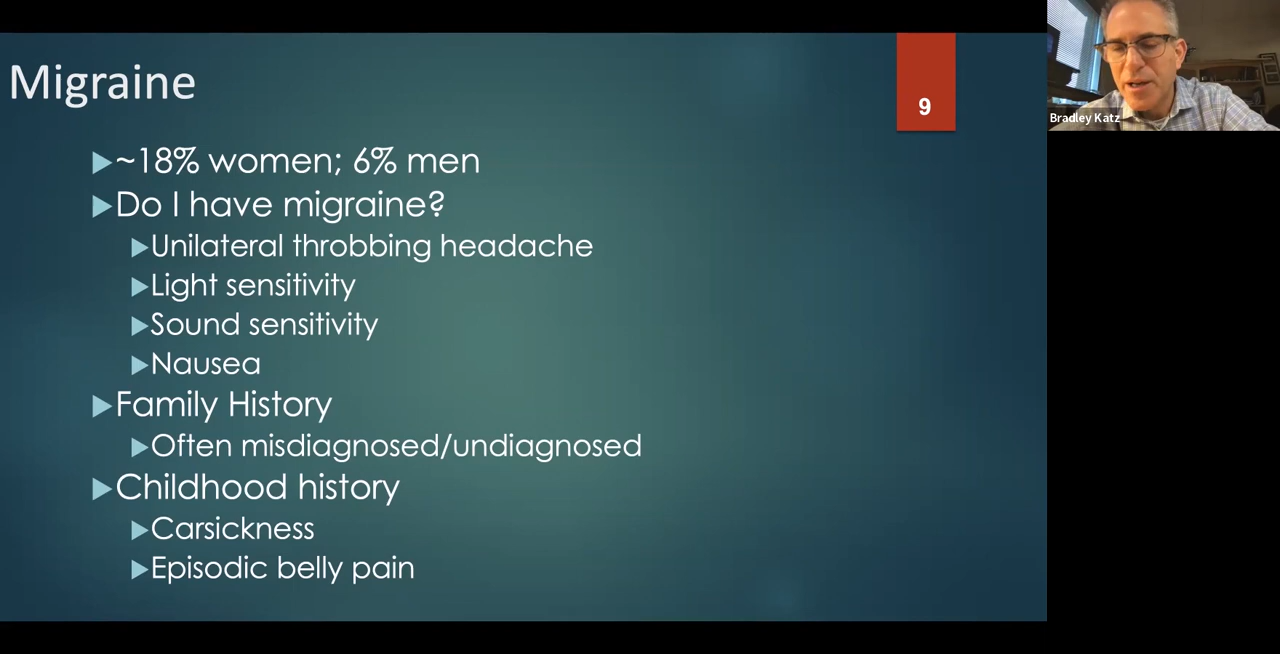 Migraine
9
Bradley Katz
~18% women; 6% men
Do I have migraine?
Unilateral throbbing headache
Light sensitivity
Sound sensitivity
Nausea
Family History
Often misdiagnosed/undiagnosed
Childhood history
Carsickness
Episodic belly pain